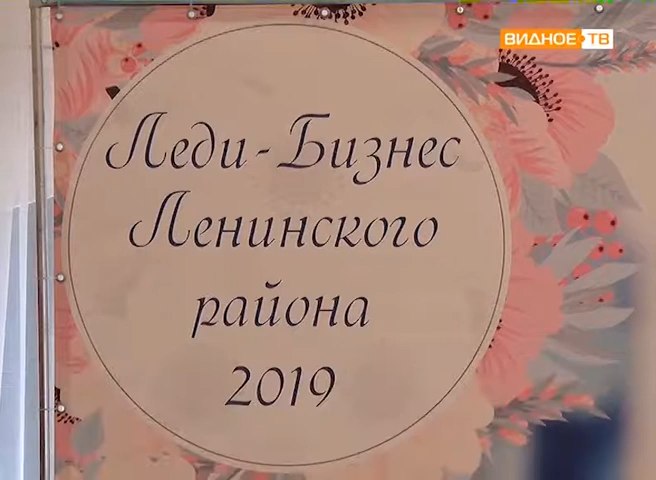 ВИДНОЕ ТВ
Леди-Бизнес
Ленинского
района
2019